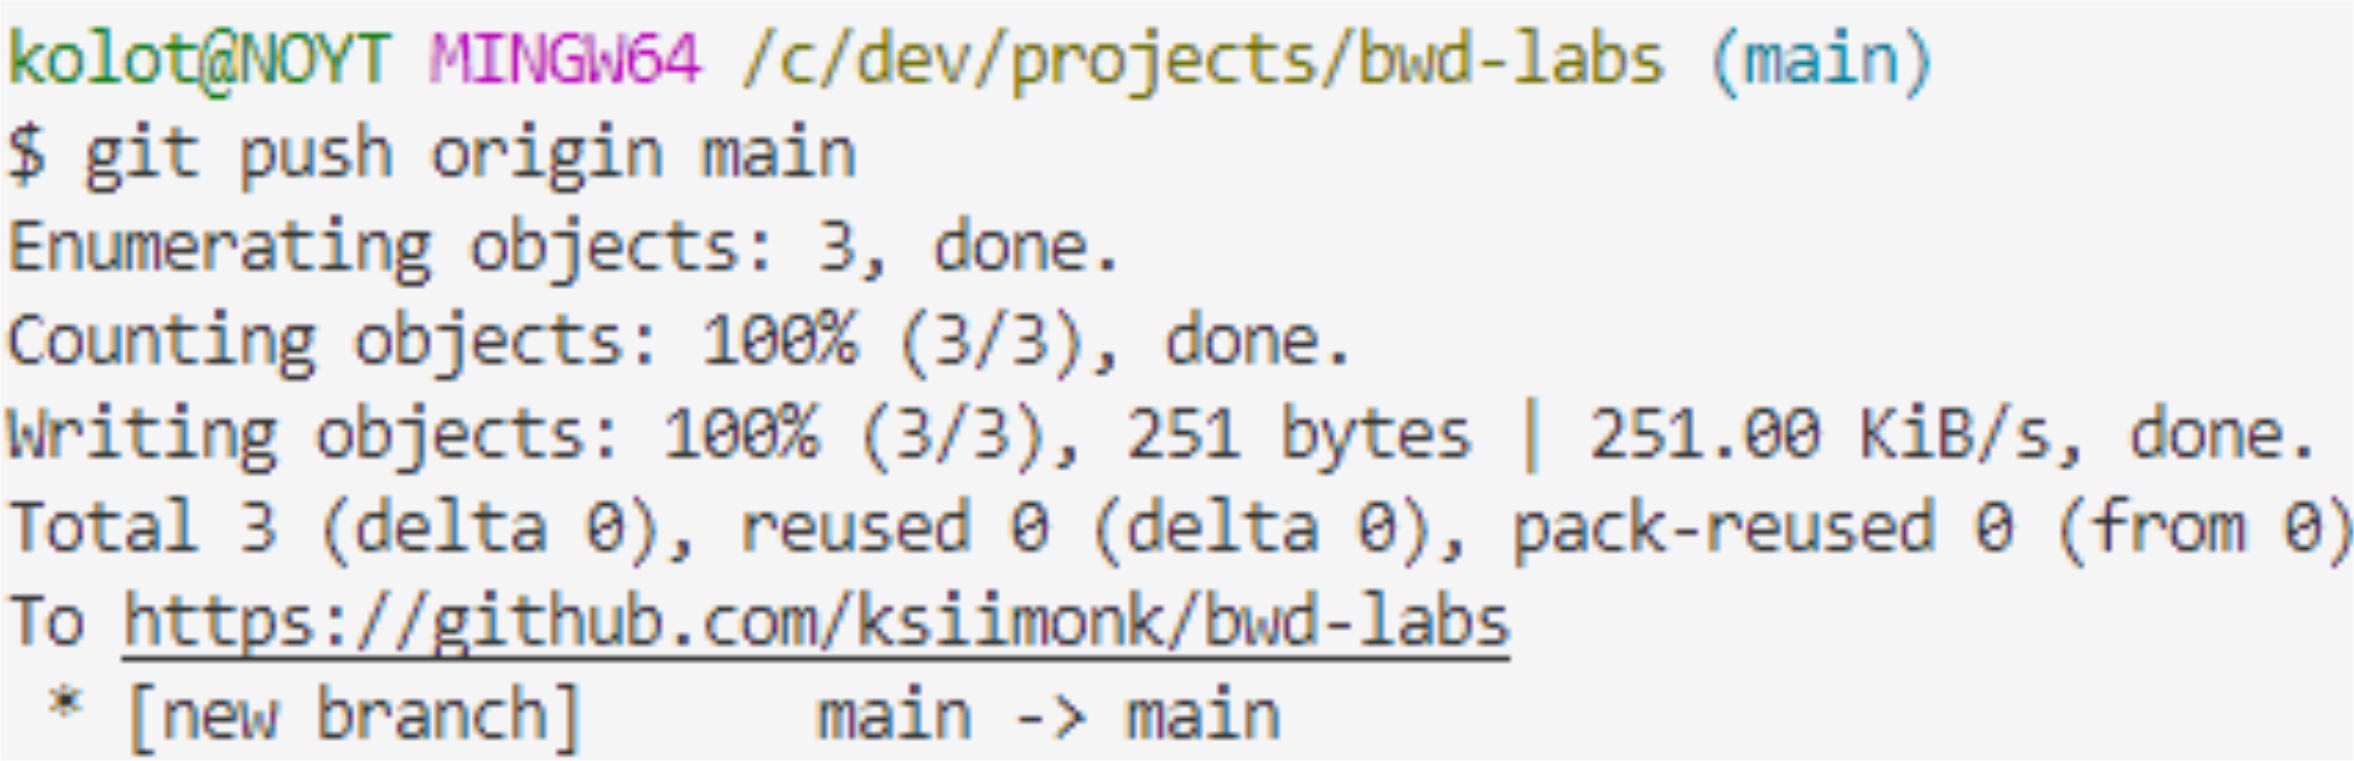 kolot@NOYT MINGW64 /c/dev/projects/bwd-labs (main)
$ git push origin main
Enumerating objects: 3, done.
Counting objects: 100% (3/3), done.
Writing objects: 100% (3/3), 251 bytes | 251.00 KiB/s, done.
Total 3 (delta 0), reused 0 (delta 0), pack-reused 0 (from 0)
To https://github.com/ksiimonk/bwd-labs
 * [new branch]      main -> main